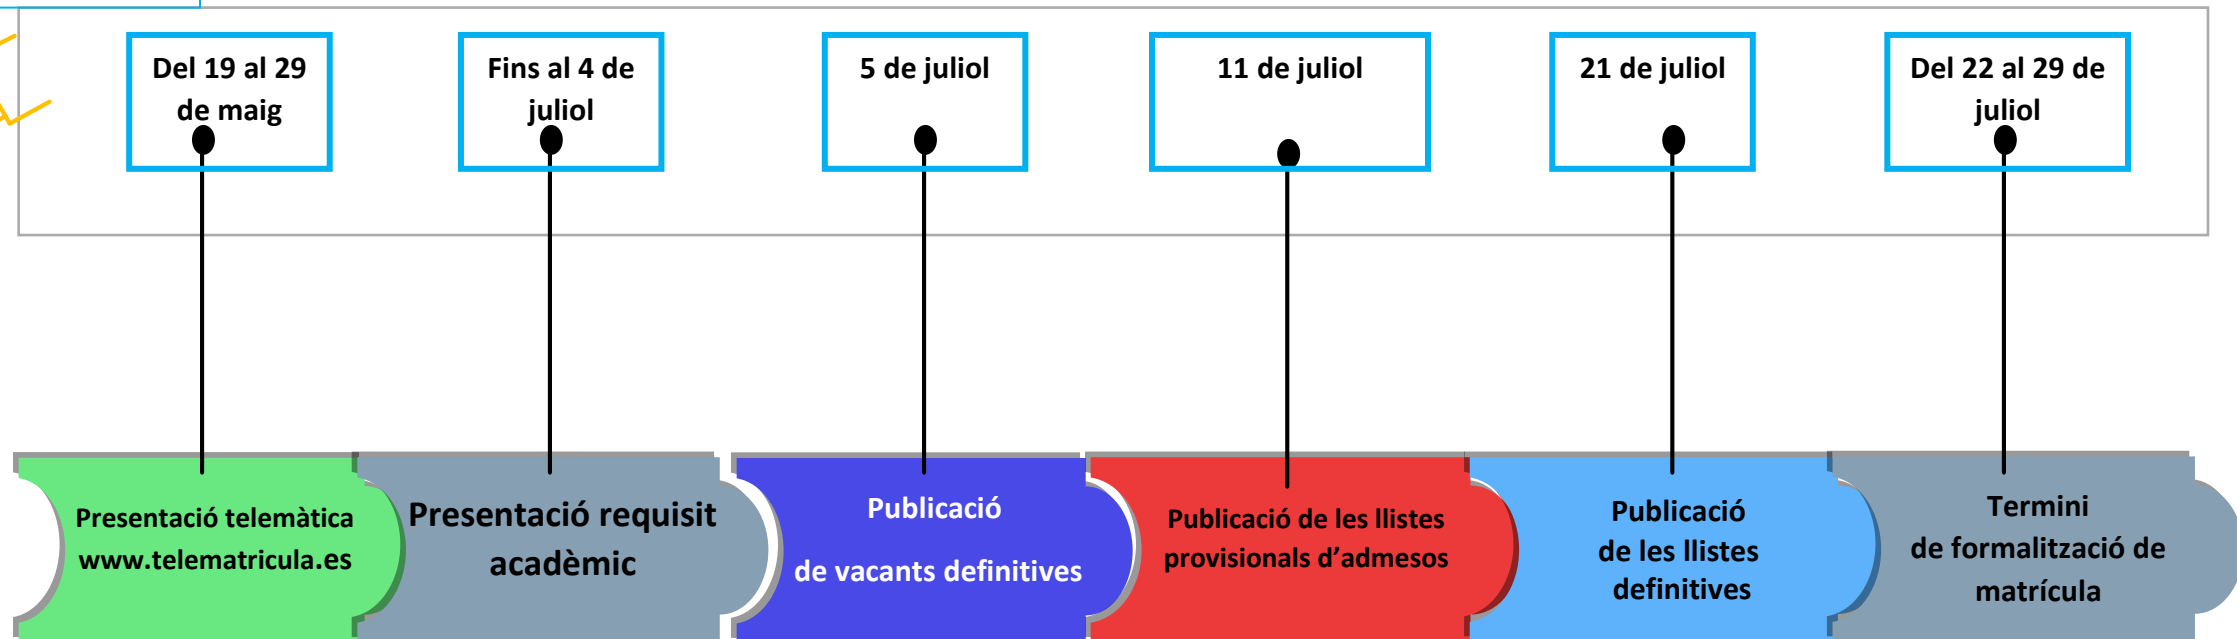 Del 19 al 29
de maig
Fins al 4 de
juliol
5 de juliol
11 de juliol
21 de juliol
Del 22 al 29 de
juliol
Presentació telemàtica
www.telematricula.es
Presentació requisit
acadèmic
Publicació
de vacants definitives
Publicació de les llistes
provisionals d’admesos
Publicació
de les llistes
definitives
Termini
de formalització de
matrícula